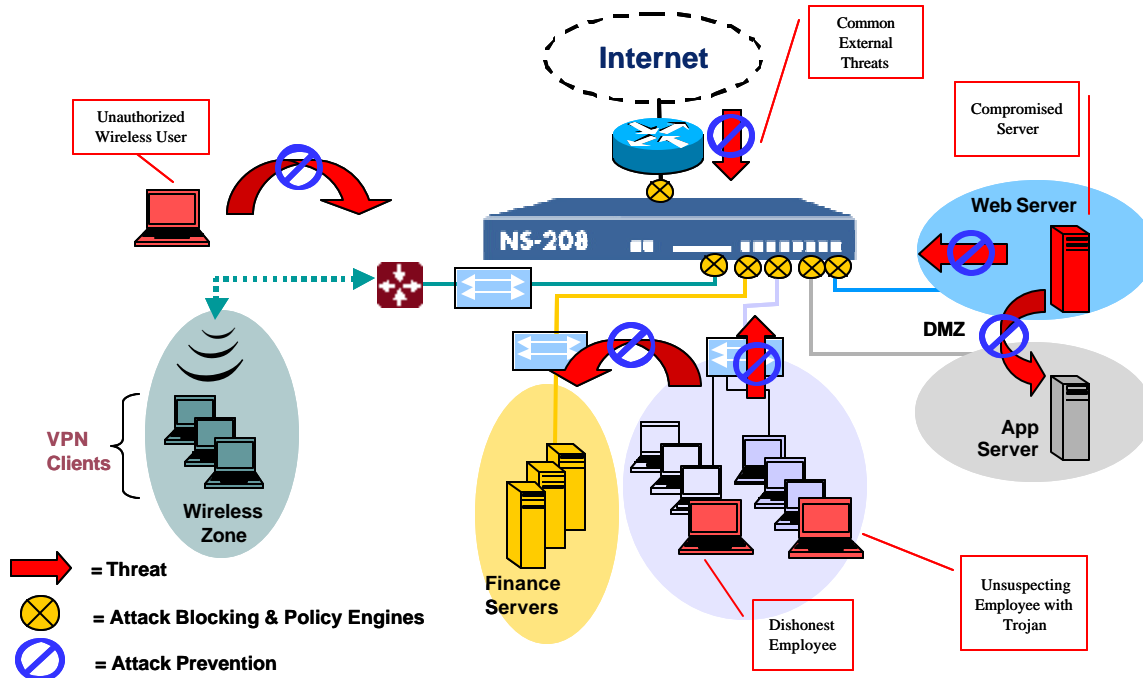 Internet
Common
External
Threats
Unauthorized
Wireless User
Compromised
Server
Web Server
NS-208
DMZ
App
Server
VPN
Clients
Wireless
Zone
Finance
Servers
= Threat
= Attack Blocking & Policy Engines
= Attack Prevention
Dishonest
Employee
Unsuspecting
Employee with
Trojan